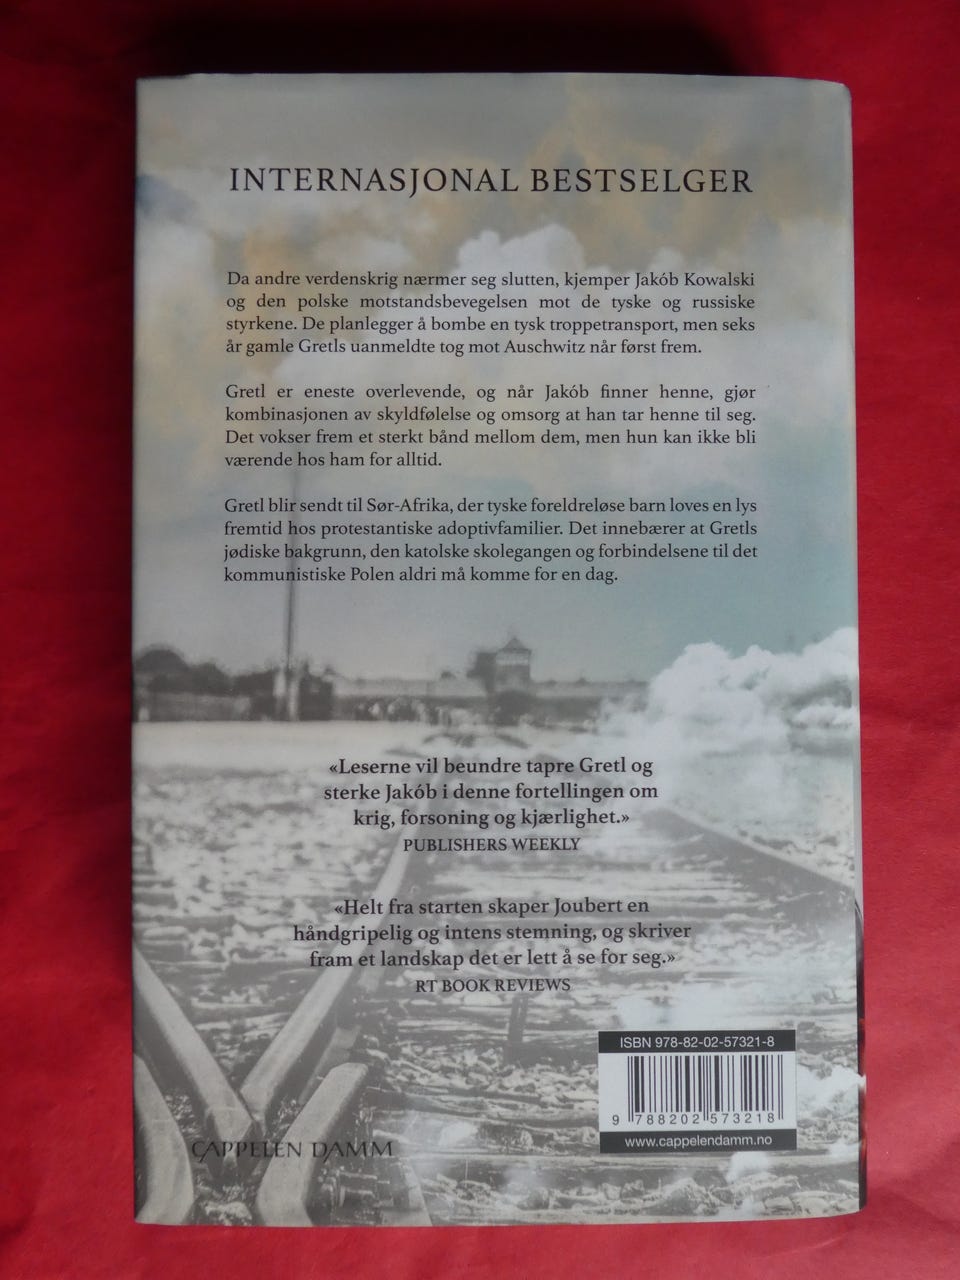 INTERNASJONAL BESTSELGER
Da andre verdenskrig nærmer seg slutten, kjemper Jakób Kowalski
og den polske motstandsbevegelsen mot de tyske og russiske
styrkene. De planlegger å bombe en tysk troppetransport, men seks
år gamle Gretls uanmeldte tog mot Auschwitz når først frem.
Gretl er eneste overlevende, og når Jakób finner henne, gjør
kombinasjonen av skyldfølelse og omsorg at han tar henne til seg.
Det vokser frem et sterkt bånd mellom dem, men hun kan ikke bli
værende hos ham for alltid.
Gretl blir sendt til Sør-Afrika, der tyske foreldreløse barn loves en lys
fremtid hos protestantiske adoptivfamilier. Det innebærer at Gretls
jødiske bakgrunn, den katolske skolegangen og forbindelsene til det
kommunistiske Polen aldri må komme for en dag.
«Leserne vil beundre tapre Gretl og
sterke Jakób i denne fortellingen om
krig, forsoning og kjærlighet.»
PUBLISHERS WEEKLY
«Helt fra starten skaper Joubert en
håndgripelig og intens stemning, og skriver
fram et landskap det er lett å se for seg.»
RT BOOK REVIEWS
ISBN 978-82-02-57321-8
9 788202 573218
www.cappelendamm.no
CAPPELEN DAMM